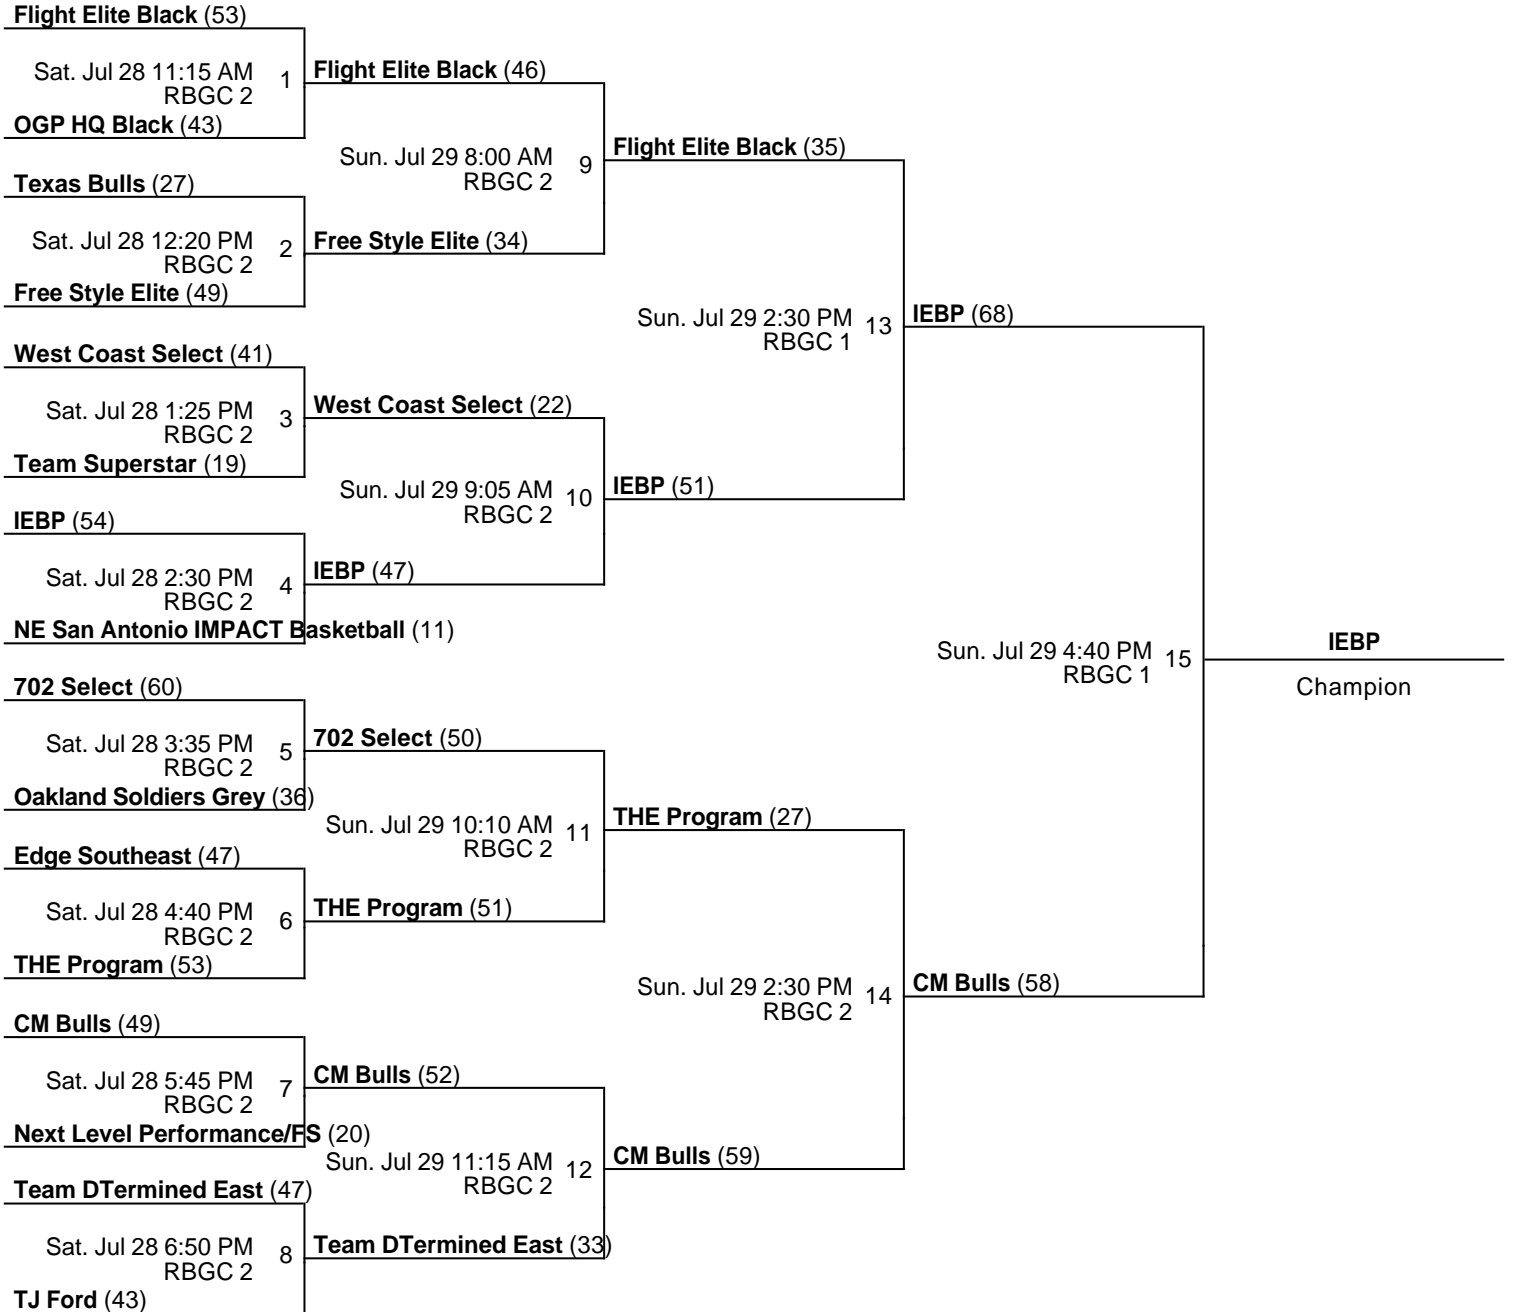 Flight Elite Black (53)
Sat. Jul 28 11:15 AM
RBGC 2
1
OGP HQ Black (43)
Texas Bulls (27)
Sat. Jul 28 12:20 PM
RBGC 2
2
Free Style Elite (49)
West Coast Select (41)
Sat. Jul 28 1:25 PM
RBGC 2
3
Team Superstar (19)
IEBP (54)
Sat. Jul 28 2:30 PM
RBGC 2
4
NE San Antonio IMPACT Basketball (11)
702 Select (60)
Sat. Jul 28 3:35 PM
RBGC 2
5
Oakland Soldiers Grey (36)
Edge Southeast (47)
Sat. Jul 28 4:40 PM
RBGC 2
6
THE Program (53)
CM Bulls (49)
Sat. Jul 28 5:45 PM
RBGC 2
7
Next Level Performance/FS (20)
Team DTermined East (47)
Sat. Jul 28 6:50 PM
RBGC 2
8
TJ Ford (43)
Flight Elite Black (46)
Sun. Jul 29 8:00 AM
RBGC 2
9
Free Style Elite (34)
West Coast Select (22)
Sun. Jul 29 9:05 AM
RBGC 2
10
IEBP (47)
702 Select (50)
Sun. Jul 29 10:10 AM
RBGC 2
11
THE Program (51)
CM Bulls (52)
Sun. Jul 29 11:15 AM
RBGC 2
12
Team DTermined East (33)
Flight Elite Black (35)
Sun. Jul 29 2:30 PM
RBGC 1
13
IEBP (51)
THE Program (27)
Sun. Jul 29 2:30 PM
RBGC 2
14
CM Bulls (59)
IEBP (68)
Sun. Jul 29 4:40 PM
RBGC 1
15
CM Bulls (58)
IEBP
Champion